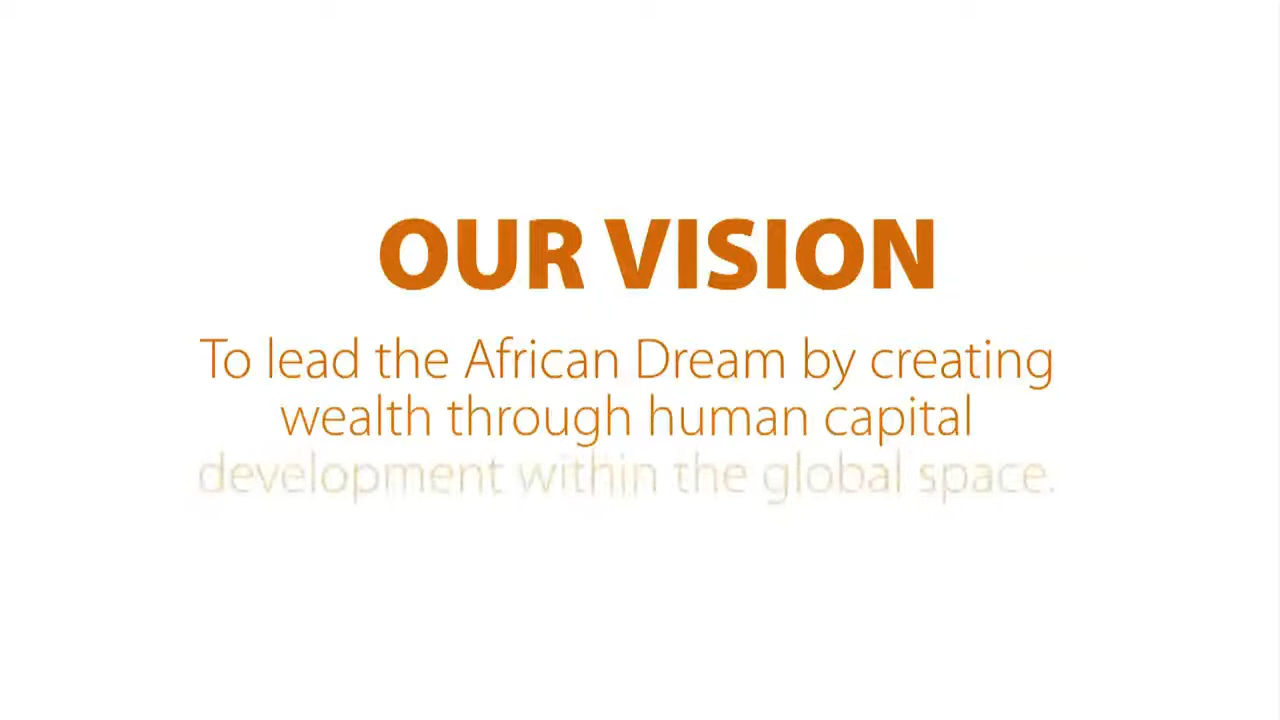 OUR VISION
To lead the African Dream by creating
wealth through human capital
development within the global space.